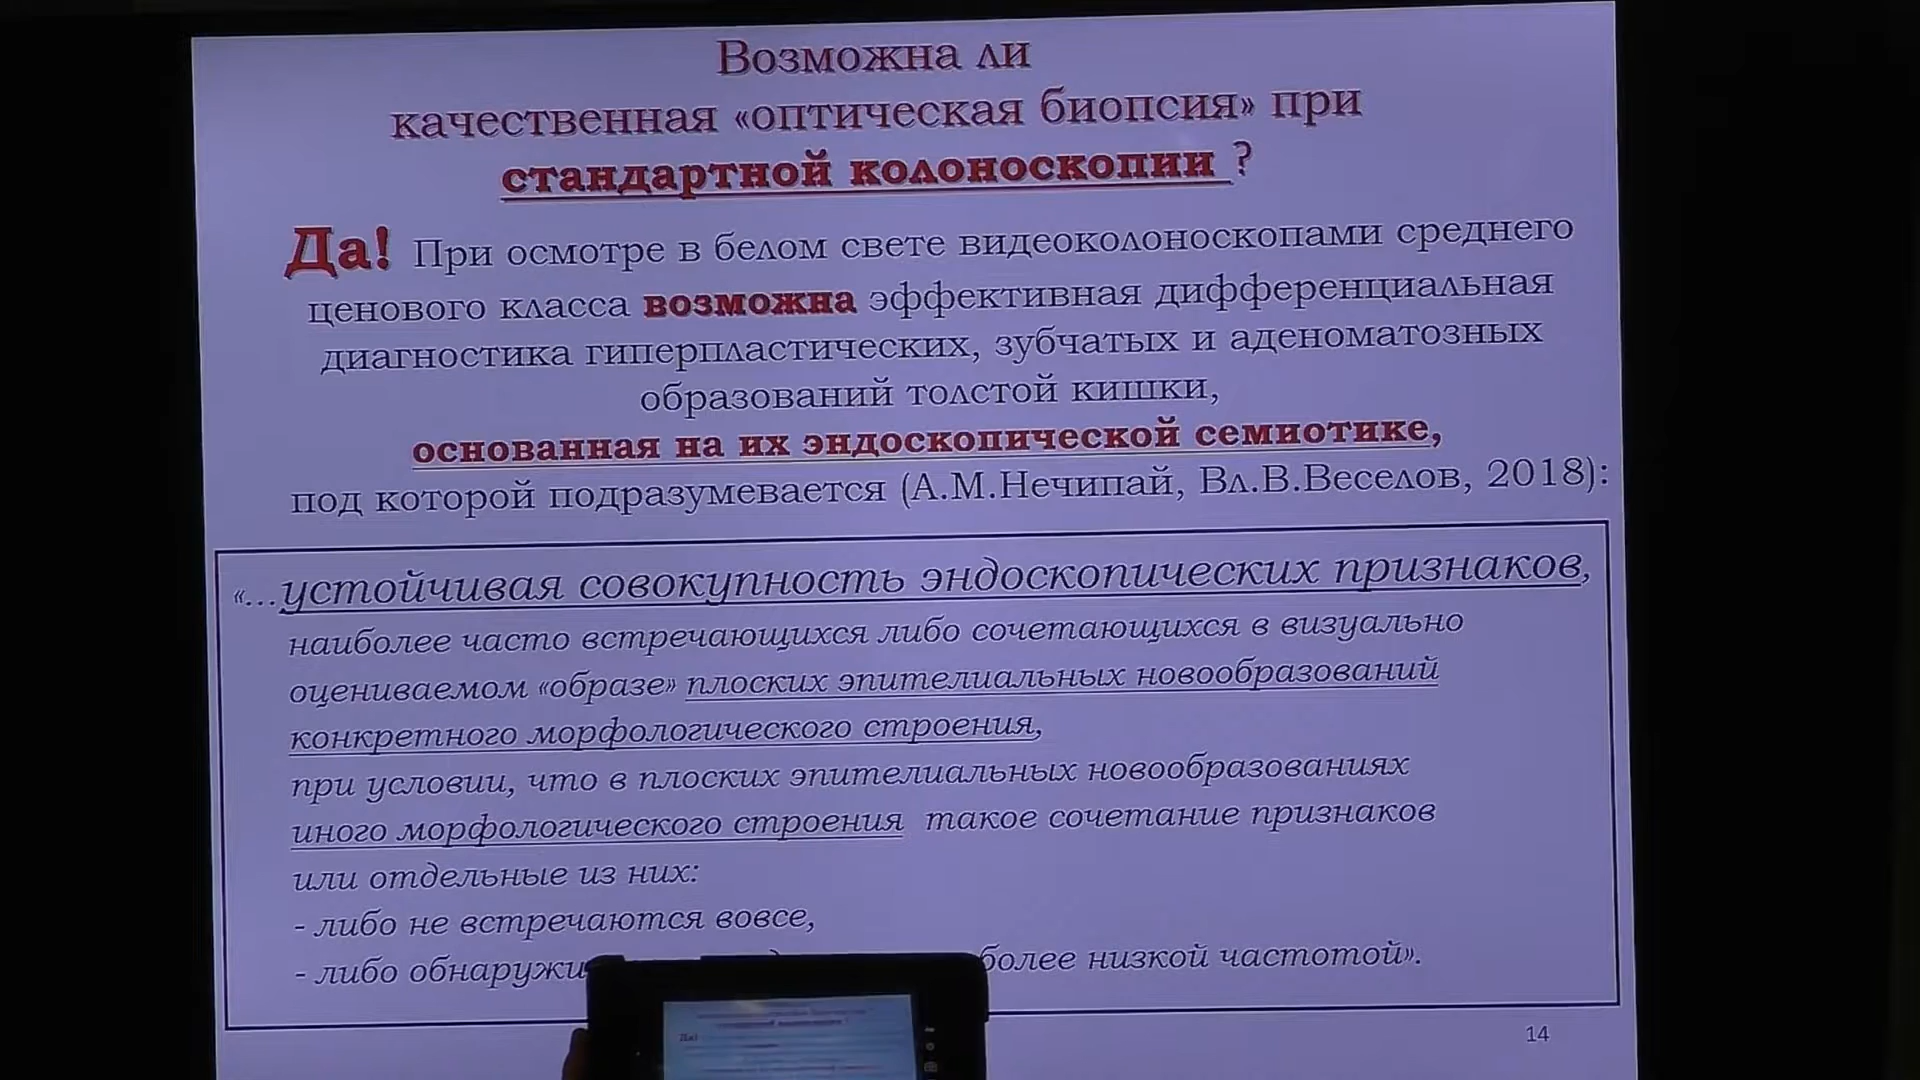 Возможна ли
качественная «оптическая биопсия» при
стандартной колоноскопии ?
Да! При осмотре в белом свете видеоколоноскопами среднего
ценового класса возможна эффективная дифференциальная
диагностика гиперпластических, зубчатых и аденоматозных
образований толстой кишки,
основанная на их эндоскопической семиотике,
под которой подразумевается (А.М.Нечипай, Вл.В.Веселов, 2018):
«...устойчивая совокупность эндоскопических признаков,
наиболее часто встречающихся либо сочетающихся в визуально
оцениваемом «образе» плоских эпителиальных новообразований
конкретного морфологического строения,
при условии, что в плоских эпителиальных новообразованиях
иного морфологического строения такое сочетание признаков
или отдельные из них:
- либо не встречаются вовсе,
- либо более низкой частотой».
14